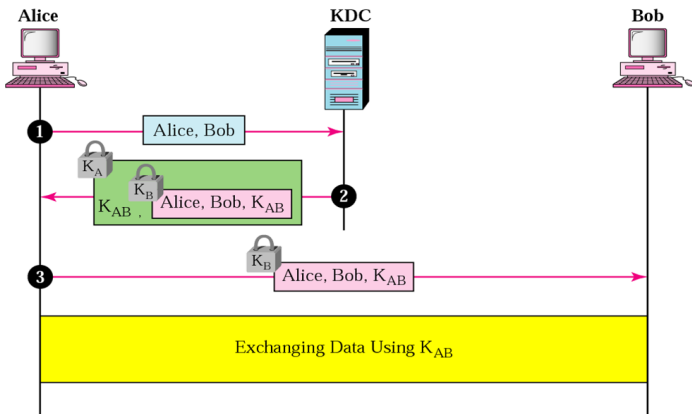 Alice KDC Bob
1 Alice, Bob
K_A
K_B
K_AB , Alice, Bob, K_AB 2
K_B
3 Alice, Bob, K_AB
Exchanging Data Using K_AB